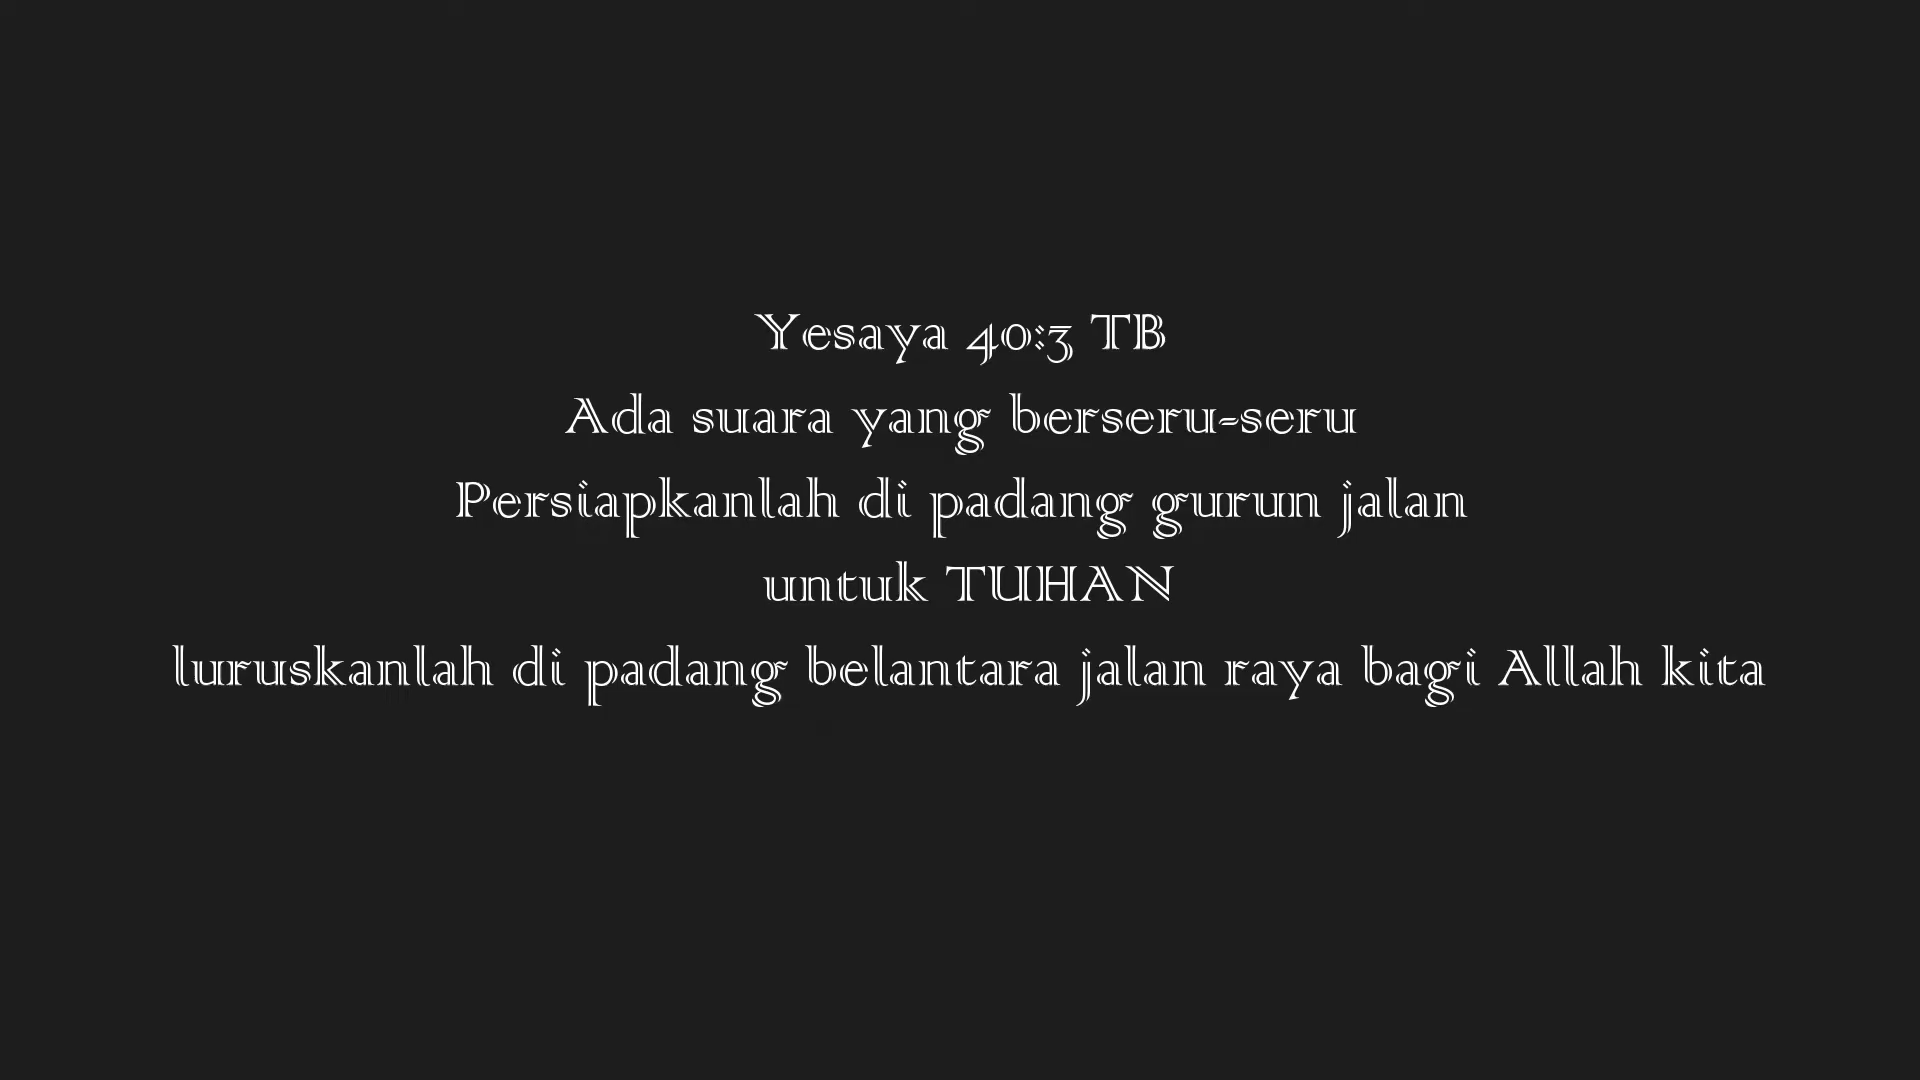 Yesaya 40:3 TB
Ada suara yang berseru-seru
Persiapkanlah di padang gurun jalan
untuk TUHAN
luruskanlah di padang belantara jalan raya bagi Allah kita